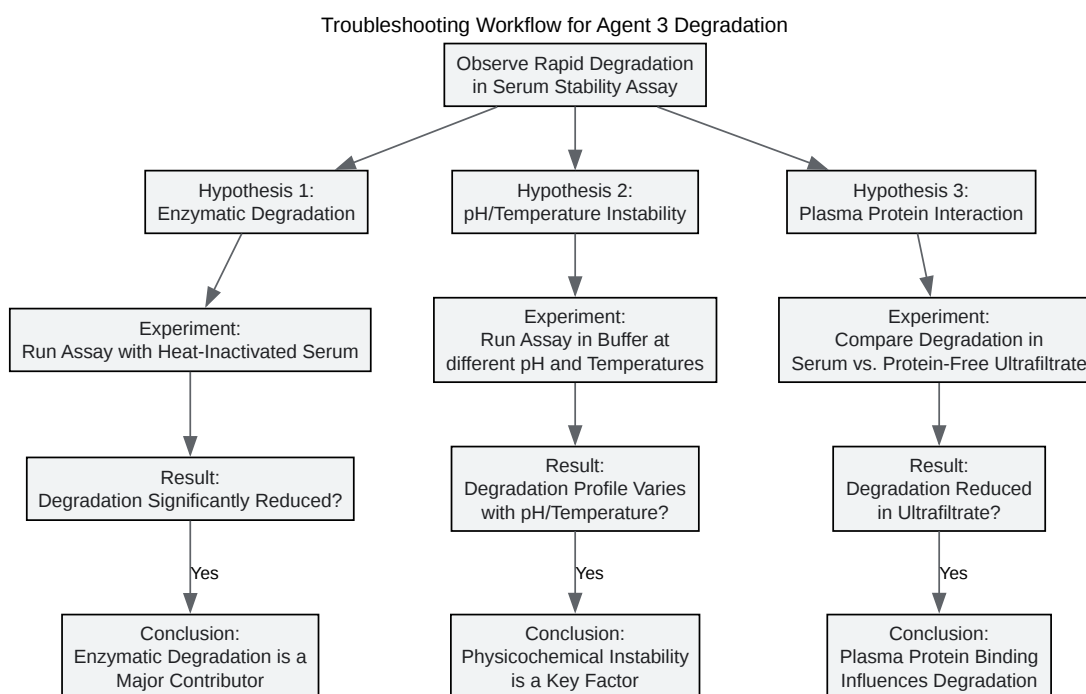 Troubleshooting Workflow for Agent 3 Degradation
Observe Rapid Degradation
in Serum Stability Assay
Hypothesis 1:
Enzymatic Degradation
Hypothesis 2:
pH/Temperature Instability
Hypothesis 3:
Plasma Protein Interaction
Experiment:
Run Assay with Heat-Inactivated Serum
Experiment:
Run Assay in Buffer at
different pH and Temperatures
Experiment:
Compare Degradation in
Serum vs. Protein-Free Ultrafiltrate
Result:
Degradation Significantly Reduced?
Result:
Degradation Profile Varies
with pH/Temperature?
Result:
Degradation Reduced
in Ultrafiltrate?
Yes
Yes
Yes
Conclusion:
Enzymatic Degradation is a
Major Contributor
Conclusion:
Physicochemical Instability
is a Key Factor
Conclusion:
Plasma Protein Binding
Influences Degradation